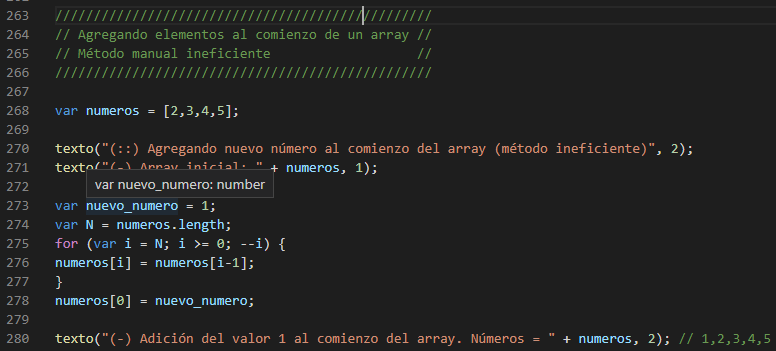 263 /////////////////////////////////////////////////
264 // Agregando elementos al comienzo de un array //
265 // Método manual ineficiente //
266 /////////////////////////////////////////////////
267
268 var numeros = [2,3,4,5];
269
270 texto("(::) Agregando nuevo número al comienzo del array (método ineficiente)", 2);
271 texto("(-) Array inicial: " + numeros, 1);
272 var nuevo_numero: number
273 var nuevo_numero = 1;
274 var N = numeros.length;
275 for (var i = N; i >= 0; --i) {
276 numeros[i] = numeros[i-1];
277 }
278 numeros[0] = nuevo_numero;
279
280 texto("(-) Adición del valor 1 al comienzo del array. Números = " + numeros, 2); // 1,2,3,4,5